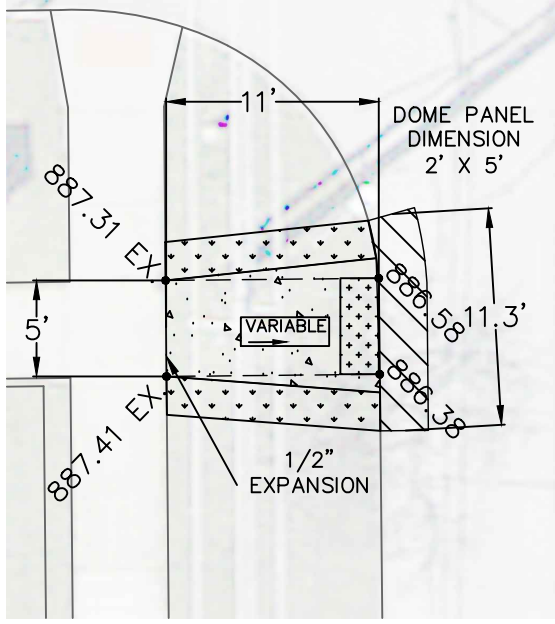 11'
DOME PANEL
DIMENSION
2' X 5'
887.31 EX.
886.58
11.3'
5'
VARIABLE
886.38
887.41 EX.
1/2"
EXPANSION